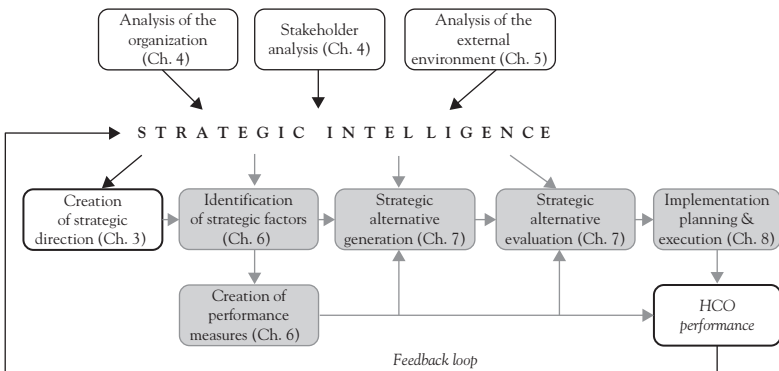 Analysis of the
organization
(Ch. 4)
Stakeholder
analysis (Ch. 4)
Analysis of the
external
environment (Ch. 5)
STRATEGIC INTELLIGENCE
Creation
of strategic
direction (Ch. 3)
Identification
of strategic factors
(Ch. 6)
Strategic
alternative
generation (Ch. 7)
Strategic
alternative
evaluation (Ch. 7)
Implementation
planning &
execution (Ch. 8)
Creation of
performance
measures (Ch. 6)
HCO
performance
Feedback loop